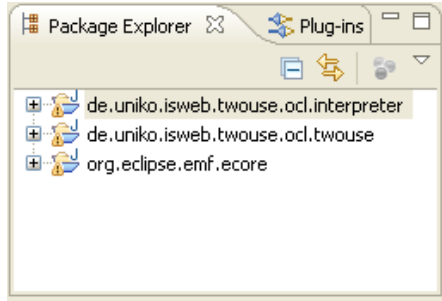 Package Explorer Plug-ins
de.uniko.isweb.twouse.ocl.interpreter
de.uniko.isweb.twouse.ocl.twouse
org.eclipse.emf.ecore